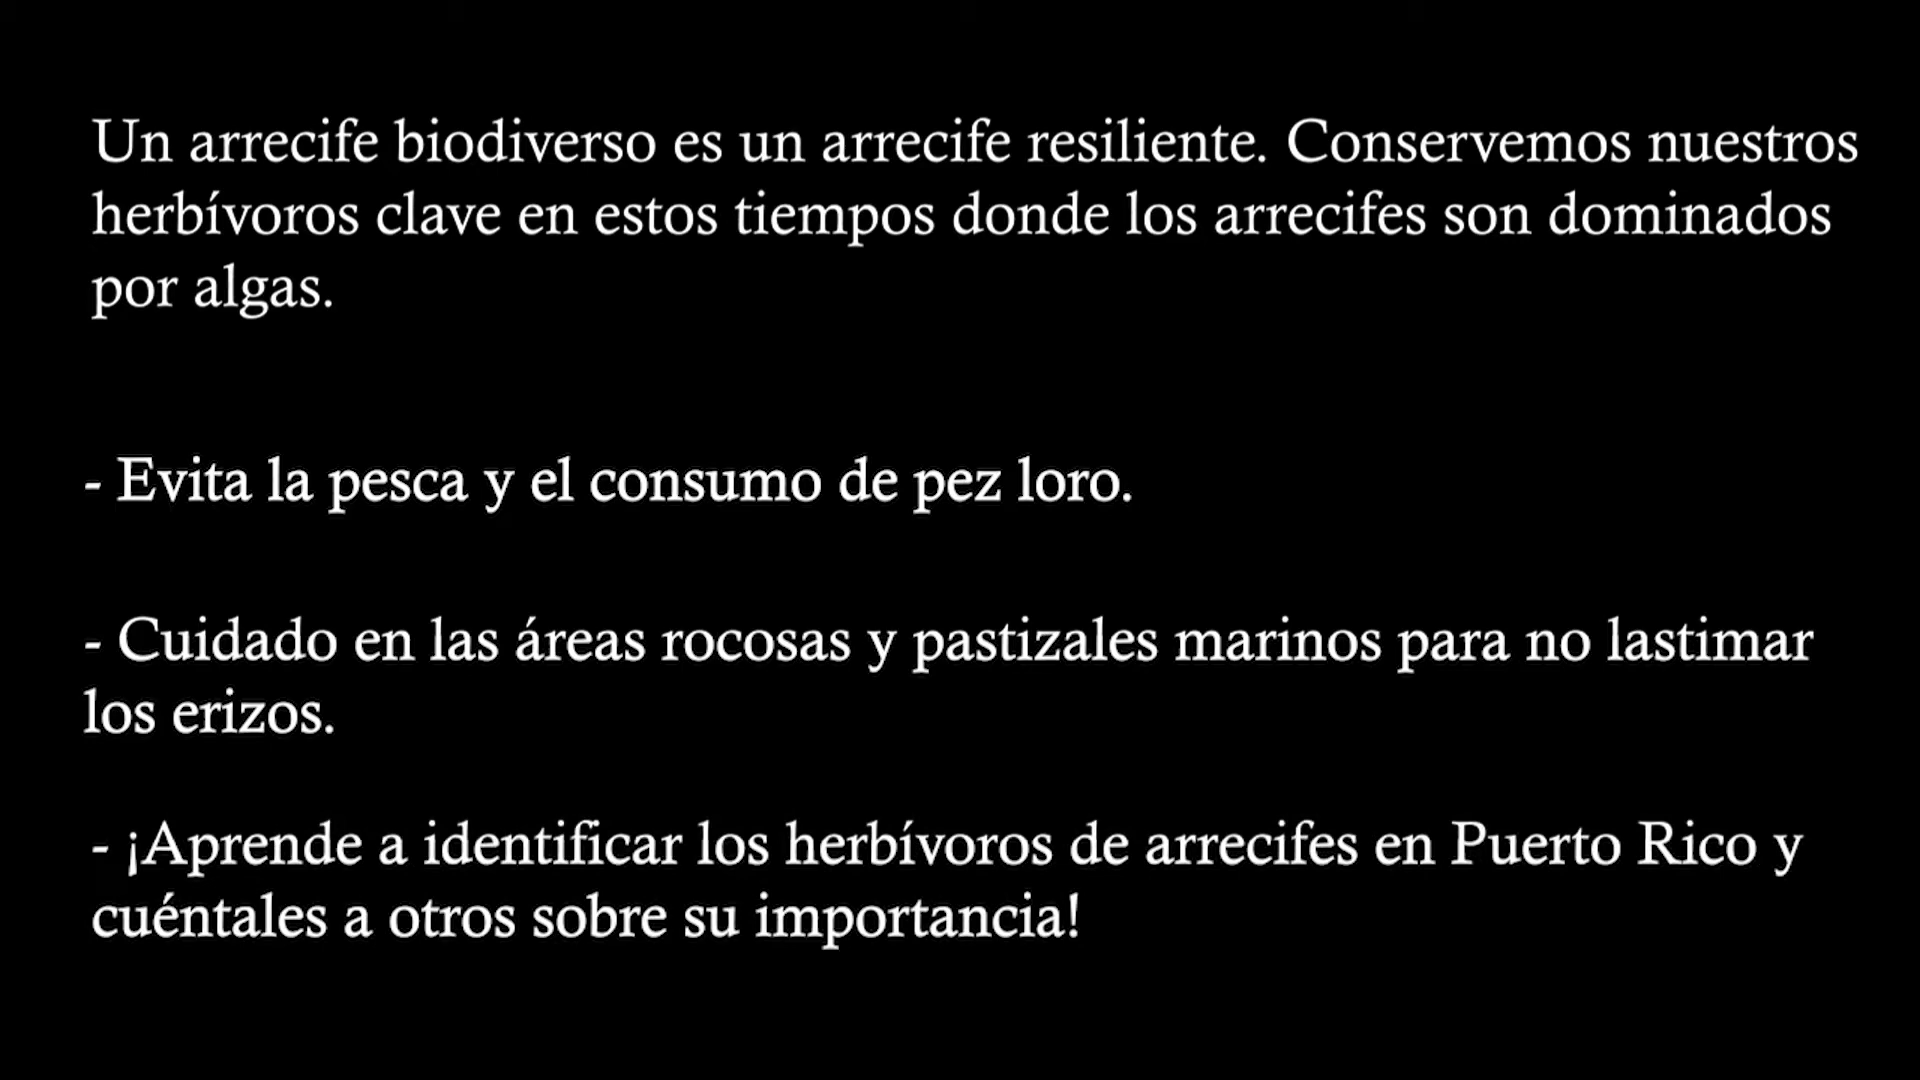 Un arrecife biodiverso es un arrecife resiliente. Conservemos nuestros
herbívoros clave en estos tiempos donde los arrecifes son dominados
por algas.
- Evita la pesca y el consumo de pez loro.
- Cuidado en las áreas rocosas y pastizales marinos para no lastimar
los erizos.
- ¡Aprende a identificar los herbívoros de arrecifes en Puerto Rico y
cuéntales a otros sobre su importancia!